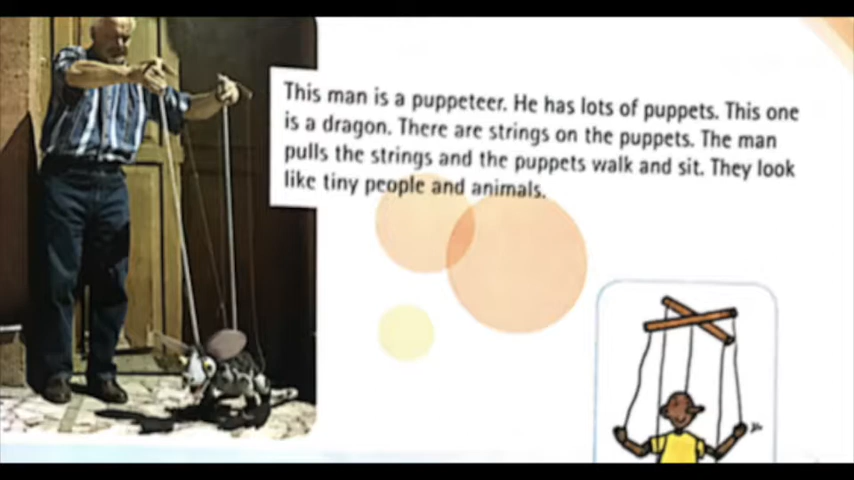 This man is a puppeteer. He has lots of puppets. This one
is a dragon. There are strings on the puppets. The man
pulls the strings and the puppets walk and sit. They look
like tiny people and animals.